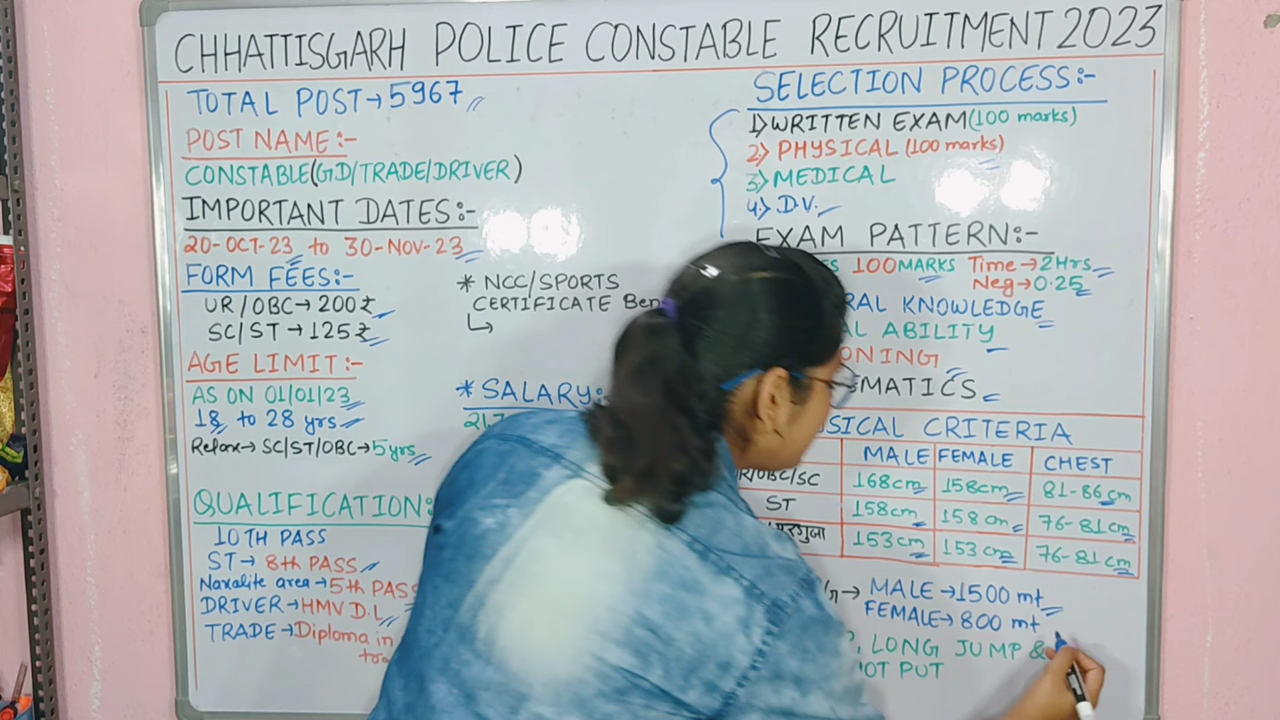 CHHATTISGARH POLICE CONSTABLE RECRUITMENT 2023
TOTAL POST→5967
POST NAME:-
CONSTABLE(GD/TRADE/DRIVER)
IMPORTANT DATES:-
20-OCT-23 to 30-NOV-23
FORM FEES:-
UR/OBC→200₹
SC/ST→125₹
AGE LIMIT:-
AS ON 01/01/23
18 to 28 yrs
Relax→SC/ST/OBC→5yrs
QUALIFICATION:
10TH PASS
ST→8th PASS
Naxalite area→5th PASS
DRIVER→HMV D.L
TRADE→Diploma in
* NCC/SPORTS
CERTIFICATE
* SALARY:
SELECTION PROCESS:-
1) WRITTEN EXAM (100 marks)
2) PHYSICAL (100 marks)
3) MEDICAL
4) D.V.
EXAM PATTERN:-
100MARKS Time→2Hrs
Neg→0.25
KNOWLEDGE
ABILITY
CRITERIA
MALE FEMALE CHEST
R/OBC/SC 168cm 158cm 81-86cm
ST 158cm 158cm 76-81cm
153cm 153cm 76-81cm
→ MALE→1500 mt
FEMALE→800 mt
, LONG JUMP &
PUT